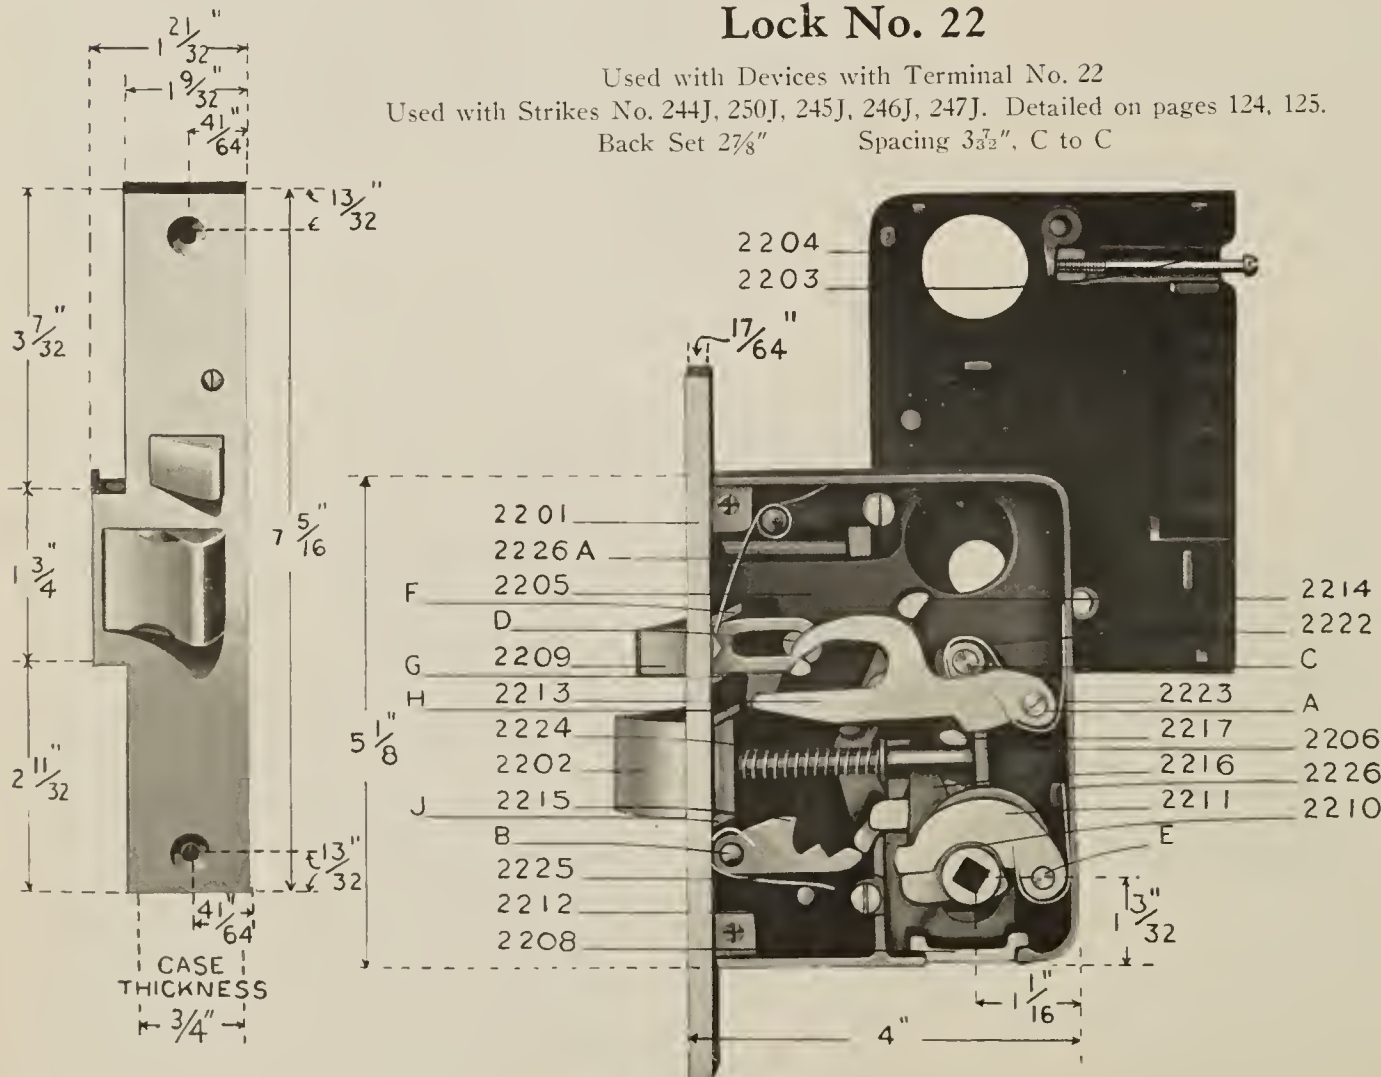 Lock No. 22
Used with Devices with Terminal No. 22
Used with Strikes No. 244J, 250J, 245J, 246J, 247J. Detailed on pages 124, 125.
Back Set 2⅞" Spacing 3 7/32", C to C
1 21/32"
1 9/32"
41/64"
13/32"
3 7/32"
7 5/16"
1 3/4"
2 11/32"
13/32"
41/64"
CASE
THICKNESS
3/4"
2204
2203
17/64"
5 1/8"
2201
2226A
2205
F
D
2209
G
2213
H
2224
2202
2215
J
B
2225
2212
2208
2214
2222
C
2223
A
2217
2206
2216
2226
2211
2210
E
1 3/32"
1 1/16"
4"